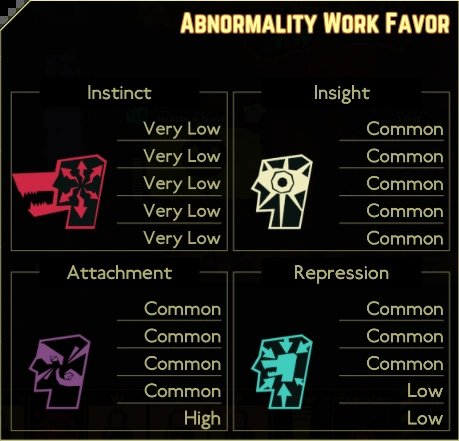 Abnormality Work Favor
Instinct
Very Low
Very Low
Very Low
Very Low
Very Low
Insight
Common
Common
Common
Common
Common
Attachment
Common
Common
Common
Common
High
Repression
Common
Common
Common
Low
Low